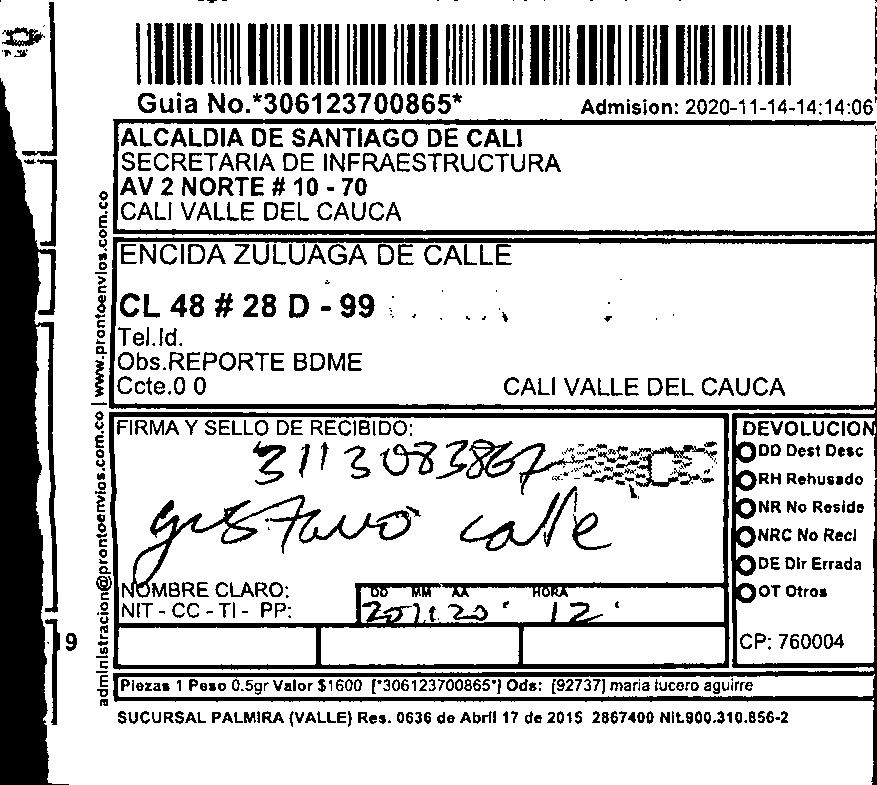 Guia No.*306123700865*
Admision: 2020-11-14-14:14:06
ALCALDIA DE SANTIAGO DE CALI
SECRETARIA DE INFRAESTRUCTURA
AV 2 NORTE # 10 - 70
CALI VALLE DEL CAUCA
ENCIDA ZULUAGA DE CALLE
CL 48 # 28 D - 99
Tel.Id.
Obs.REPORTE BDME
Ccte.0 0
CALI VALLE DEL CAUCA
administracion@prontoenvios.com.co | www.prontoenvios.com.co
FIRMA Y SELLO DE RECIBIDO:
3113083867
gustavo calle
NOMBRE CLARO:
NIT - CC - TI - PP:
DD MM AA HORA
201120 12
DEVOLUCION
DD Dest Desc
RH Rehusado
NR No Reside
NRC No Recl
DE Dir Errada
OT Otros
CP: 760004
9
Piezas 1 Peso 0.5gr Valor $1600 [*306123700865*] Ods: [92737] maria lucero aguirre
SUCURSAL PALMIRA (VALLE) Res. 0636 de Abril 17 de 2015 2867400 Nit.900.310.856-2